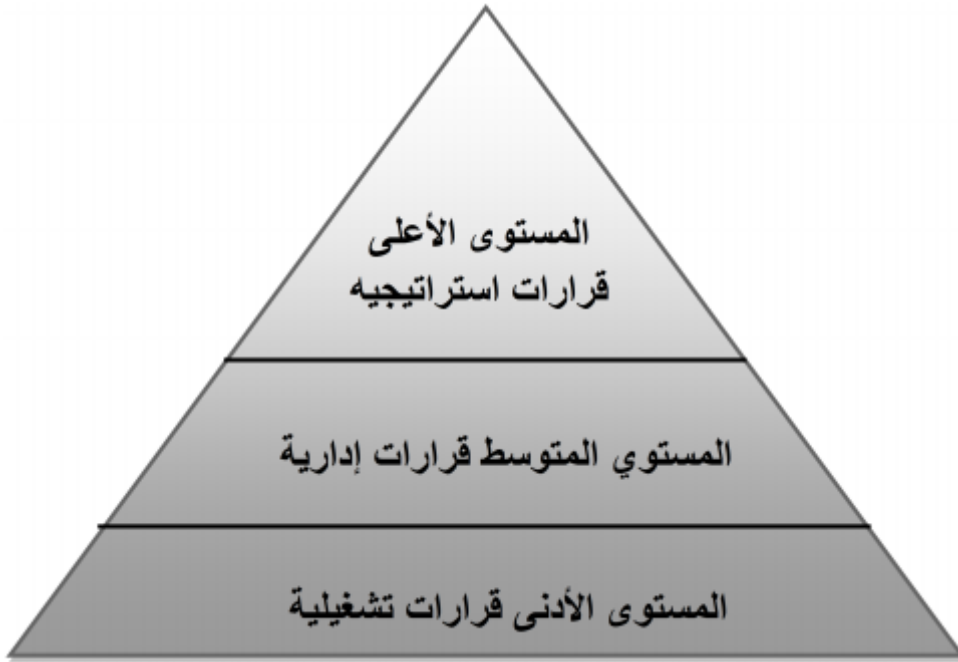 المستوى الأعلى
قرارات استراتيجيه
المستوي المتوسط قرارات إدارية
المستوى الأدنى قرارات تشغيلية